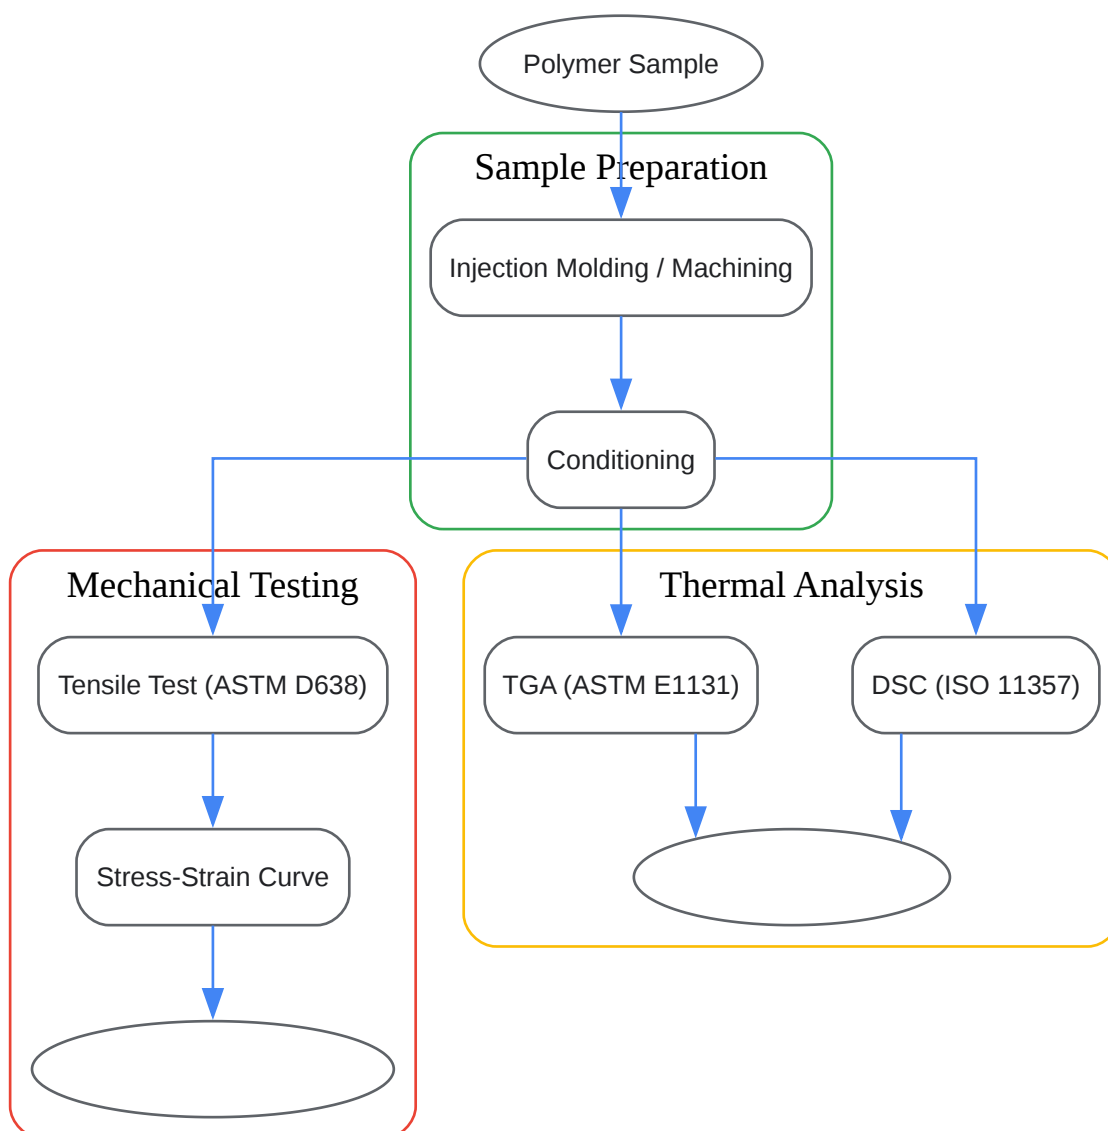 Polymer Sample
Sample Preparation
Injection Molding / Machining
Conditioning
Mechanical Testing
Thermal Analysis
Tensile Test (ASTM D638)
TGA (ASTM E1131)
DSC (ISO 11357)
Stress-Strain Curve